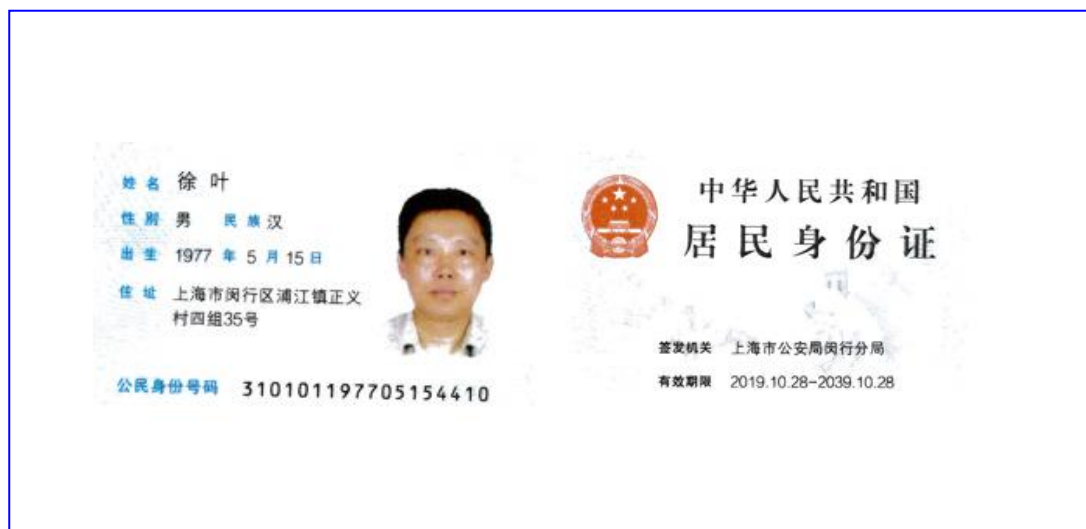 姓名 徐叶
性别 男 民族 汉
出生 1977 年 5 月 15 日
住址 上海市闵行区浦江镇正义
村四组35号
公民身份号码 310101197705154410
中华人民共和国
居民身份证
签发机关 上海市公安局闵行分局
有效期限 2019.10.28-2039.10.28